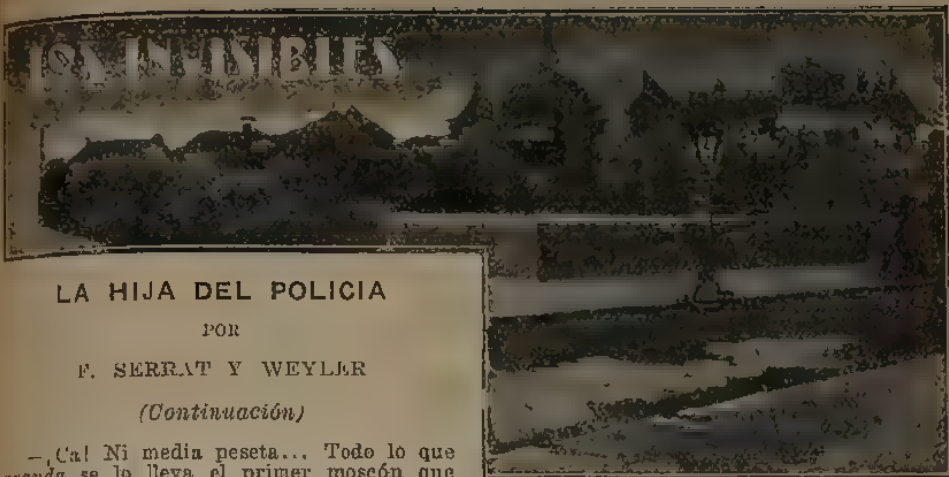 LOS INVISIBLES
LA HIJA DEL POLICIA
POR
F. SERRAT Y WEYLER
(Continuación)
—¡Ca! Ni media peseta... Todo lo que
se lo lleva el primer moscón que